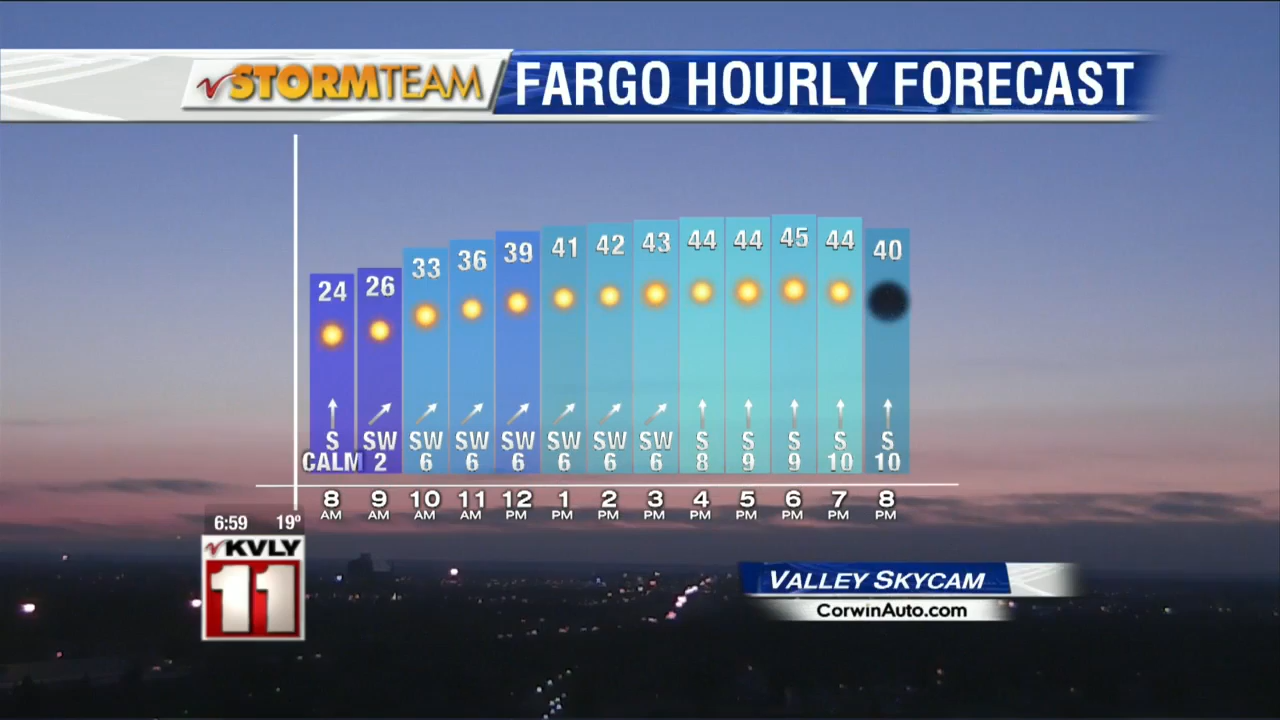 STORMTEAM FARGO HOURLY FORECAST
24 26 33 36 39 41 42 43 44 44 45 44 40
S SW SW SW SW SW SW SW S S S S S
CALM 2 6 6 6 6 6 6 8 9 9 10 10
8 9 10 11 12 1 2 3 4 5 6 7 8
AM AM AM AM PM PM PM PM PM PM PM PM PM
6:59 19°
KVLY
11
VALLEY SKYCAM
CorwinAuto.com